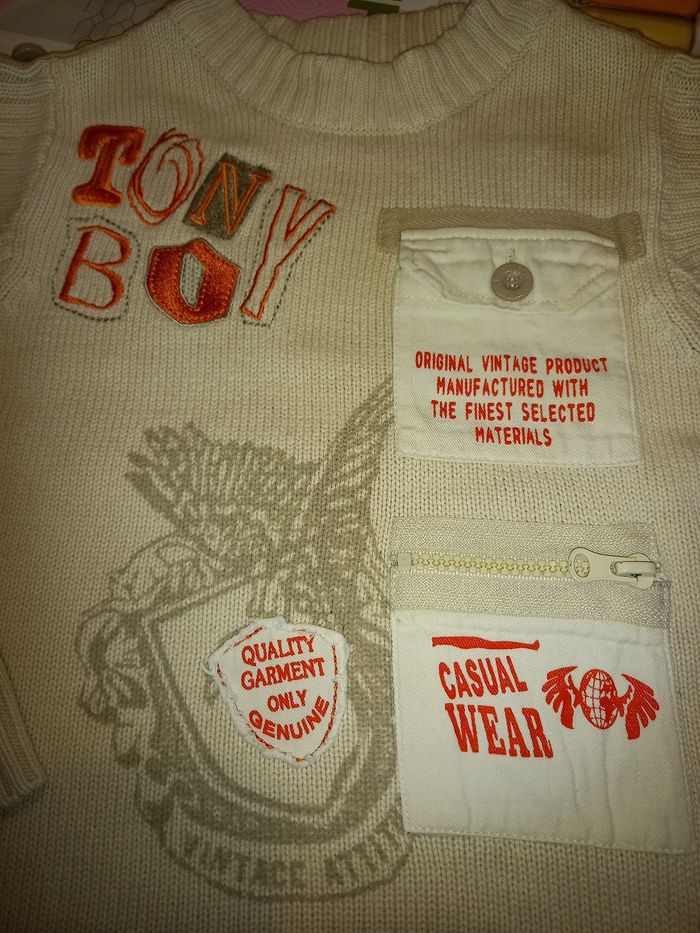 TONY
BOY
ORIGINAL VINTAGE PRODUCT
MANUFACTURED WITH
THE FINEST SELECTED
MATERIALS
QUALITY
GARMENT
ONLY
GENUINE
CASUAL
WEAR
VINTAGE